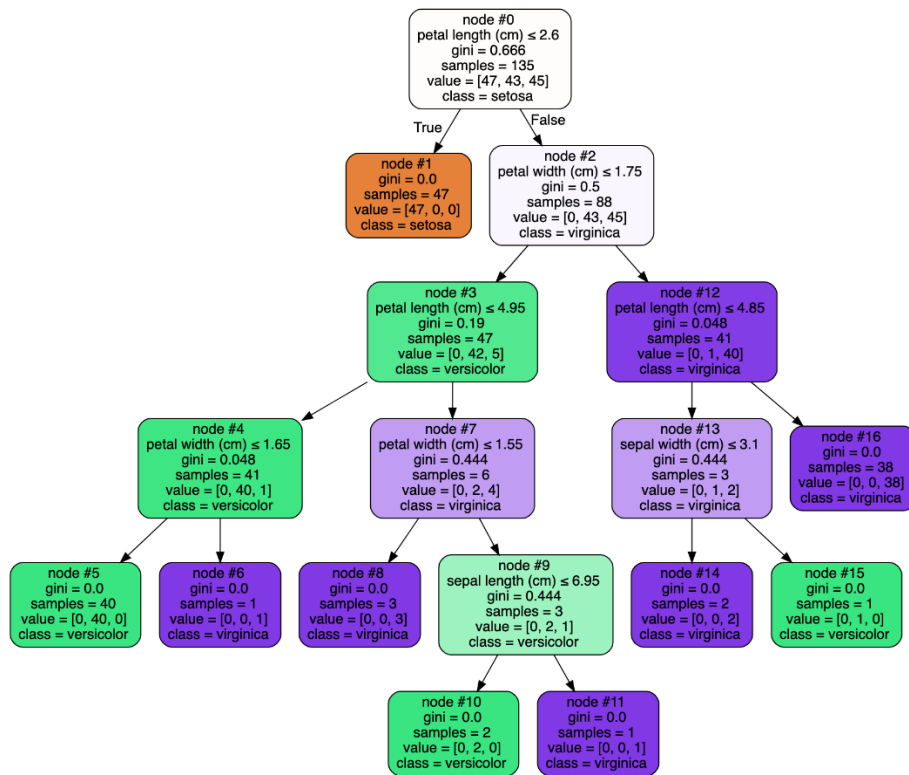 node #0
petal length (cm) ≤ 2.6
gini = 0.666
samples = 135
value = [47, 43, 45]
class = setosa
True
False
node #1
gini = 0.0
samples = 47
value = [47, 0, 0]
class = setosa
node #2
petal width (cm) ≤ 1.75
gini = 0.5
samples = 88
value = [0, 43, 45]
class = virginica
node #3
petal length (cm) ≤ 4.95
gini = 0.19
samples = 47
value = [0, 42, 5]
class = versicolor
node #12
petal length (cm) ≤ 4.85
gini = 0.048
samples = 41
value = [0, 1, 40]
class = virginica
node #4
petal width (cm) ≤ 1.65
gini = 0.048
samples = 41
value = [0, 40, 1]
class = versicolor
node #7
petal width (cm) ≤ 1.55
gini = 0.444
samples = 6
value = [0, 2, 4]
class = virginica
node #13
sepal width (cm) ≤ 3.1
gini = 0.444
samples = 3
value = [0, 1, 2]
class = virginica
node #16
gini = 0.0
samples = 38
value = [0, 0, 38]
class = virginica
node #5
gini = 0.0
samples = 40
value = [0, 40, 0]
class = versicolor
node #6
gini = 0.0
samples = 1
value = [0, 0, 1]
class = virginica
node #8
gini = 0.0
samples = 3
value = [0, 0, 3]
class = virginica
node #9
sepal length (cm) ≤ 6.95
gini = 0.444
samples = 3
value = [0, 2, 1]
class = versicolor
node #14
gini = 0.0
samples = 2
value = [0, 0, 2]
class = virginica
node #15
gini = 0.0
samples = 1
value = [0, 1, 0]
class = versicolor
node #10
gini = 0.0
samples = 2
value = [0, 2, 0]
class = versicolor
node #11
gini = 0.0
samples = 1
value = [0, 0, 1]
class = virginica